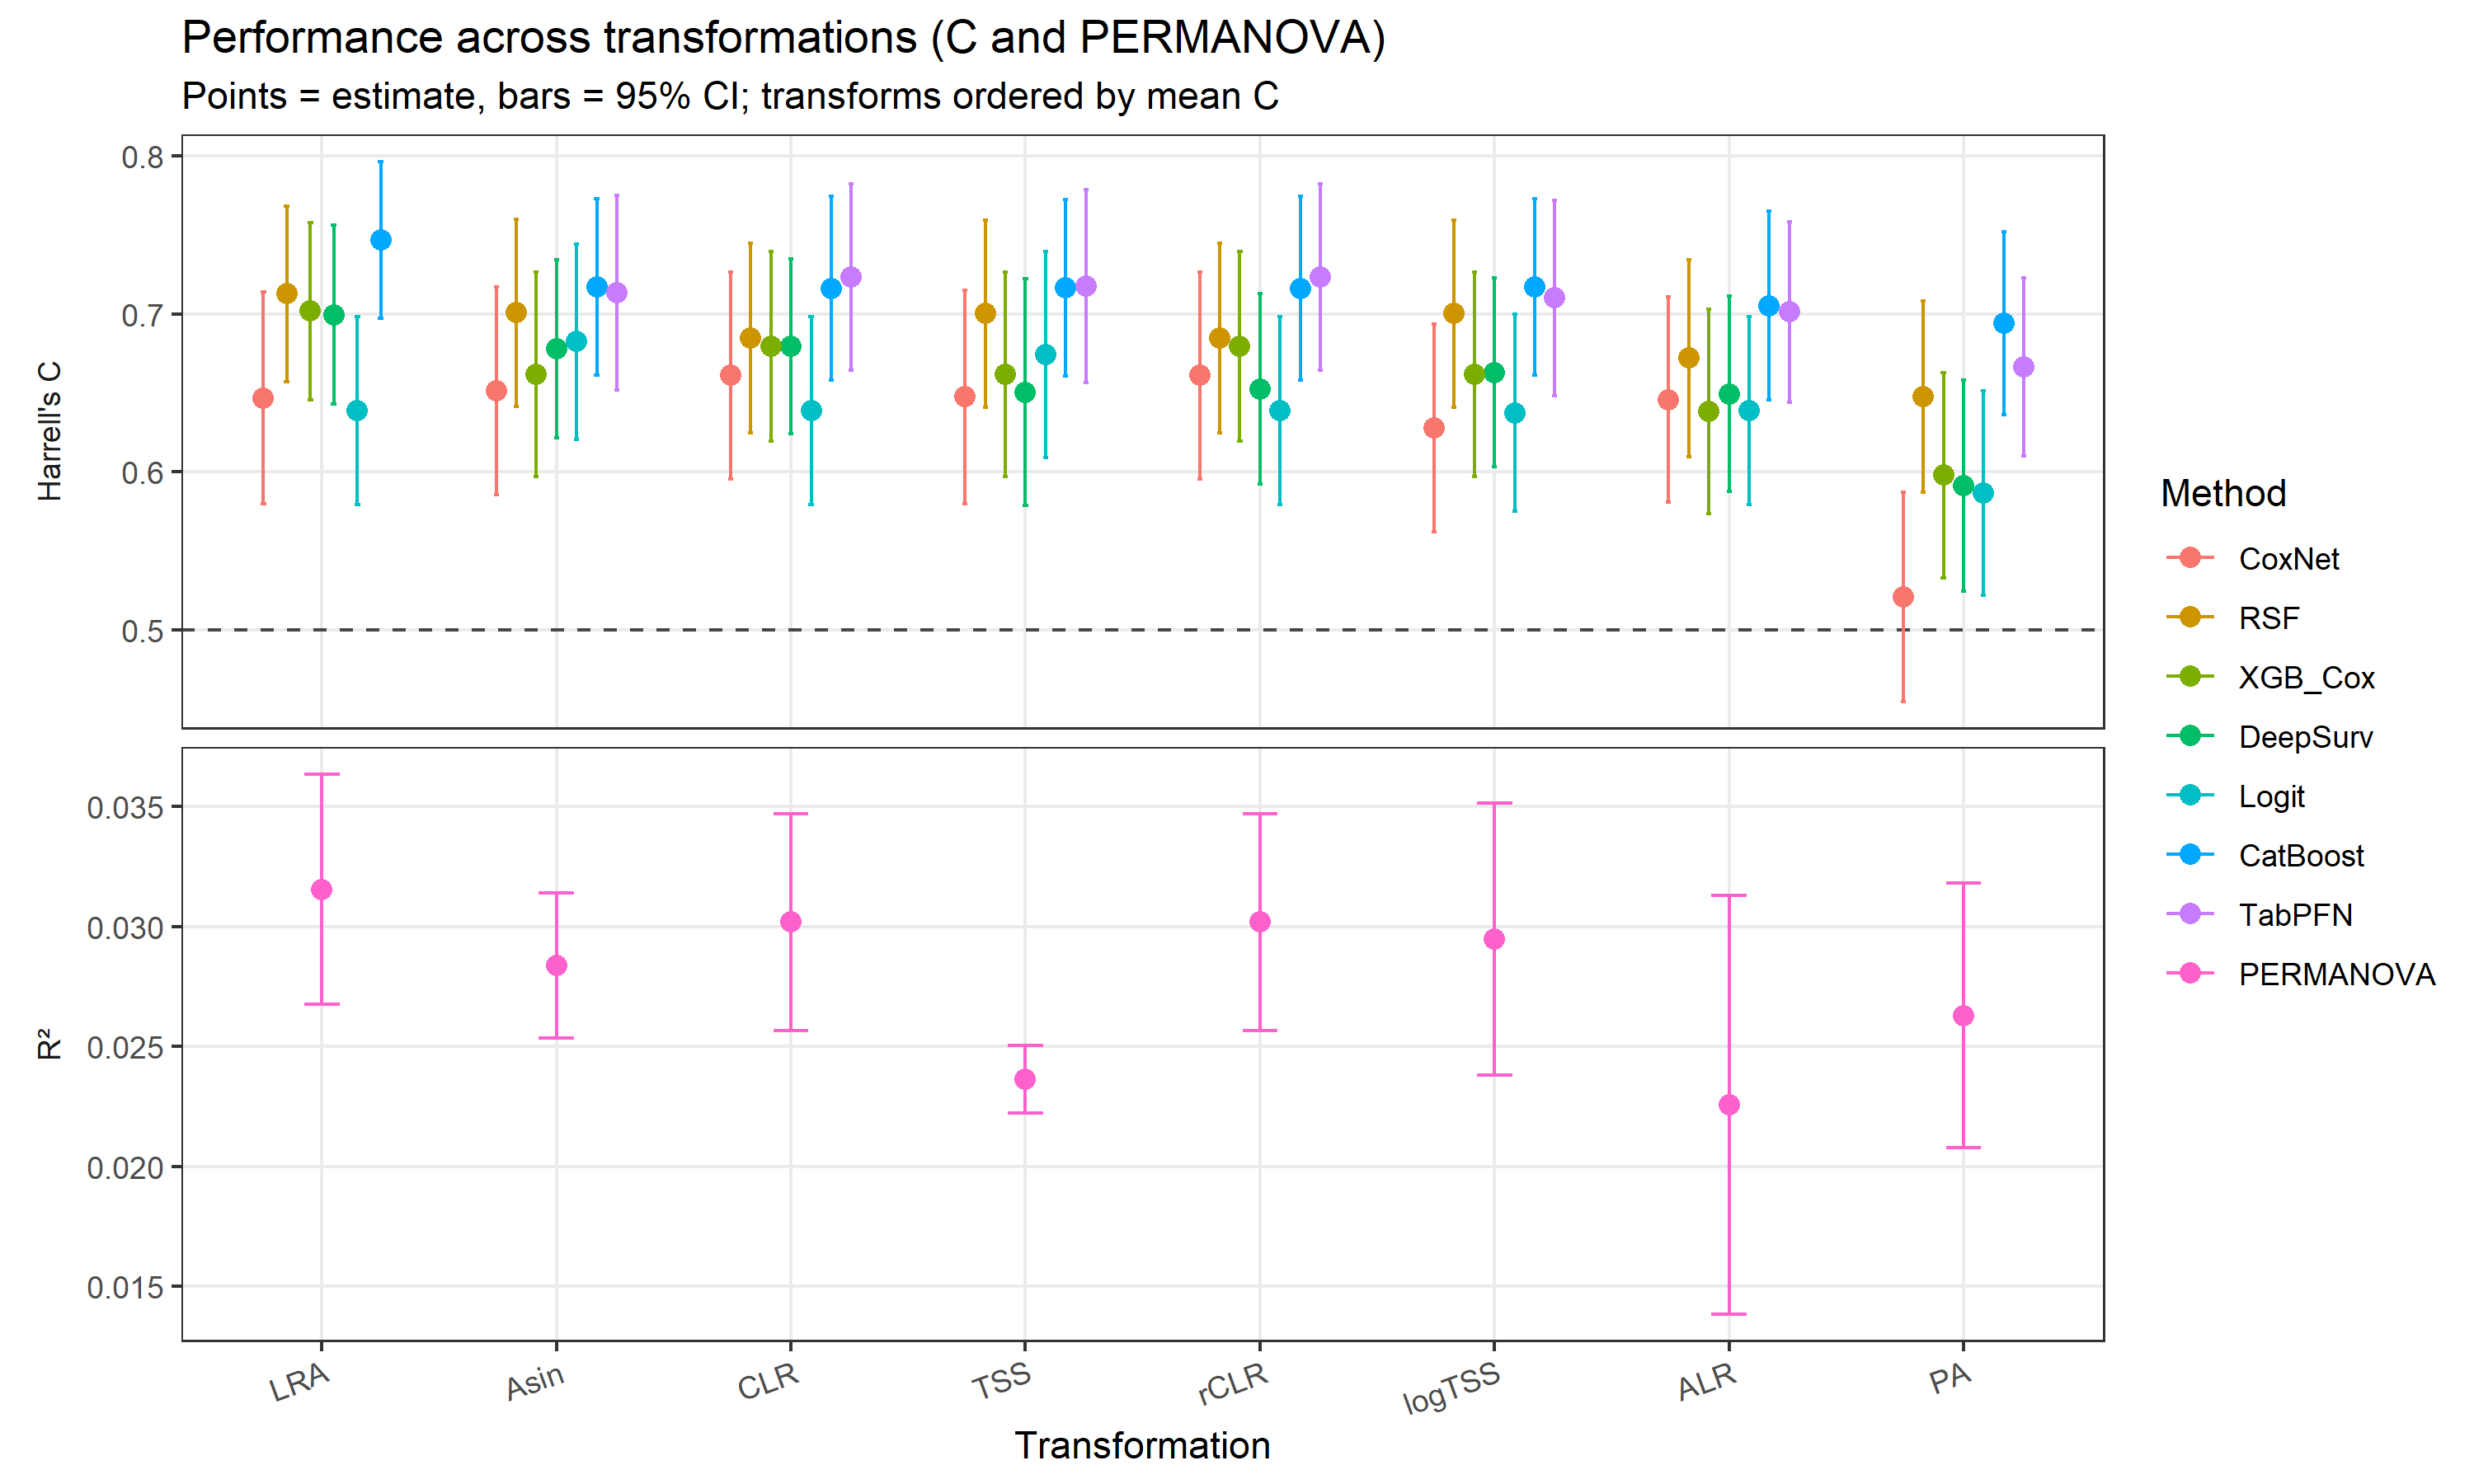 Performance across transformations (C and PERMANOVA)
Points = estimate, bars = 95% CI; transforms ordered by mean C
Harrell's C
0.8
0.7
0.6
0.5
R²
0.035
0.030
0.025
0.020
0.015
LRA
Asin
CLR
TSS
rCLR
logTSS
ALR
PA
Transformation
Method
CoxNet
RSF
XGB_Cox
DeepSurv
Logit
CatBoost
TabPFN
PERMANOVA